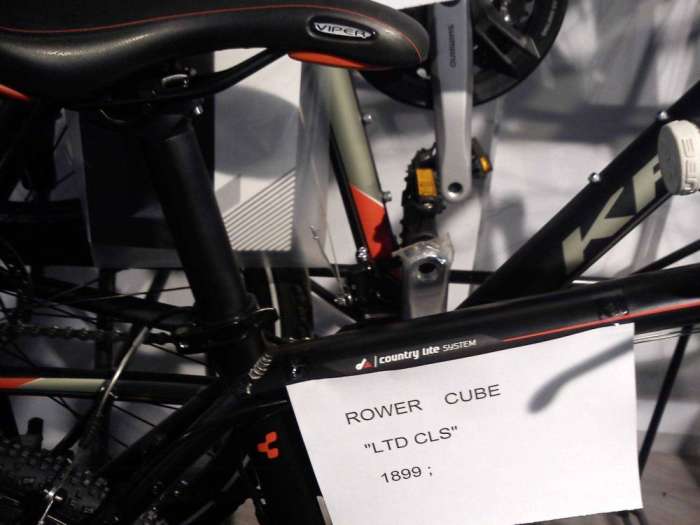 VIPER
SHIMANO
KR
country lite SYSTEM
ROWER CUBE
"LTD CLS"
1899 ;